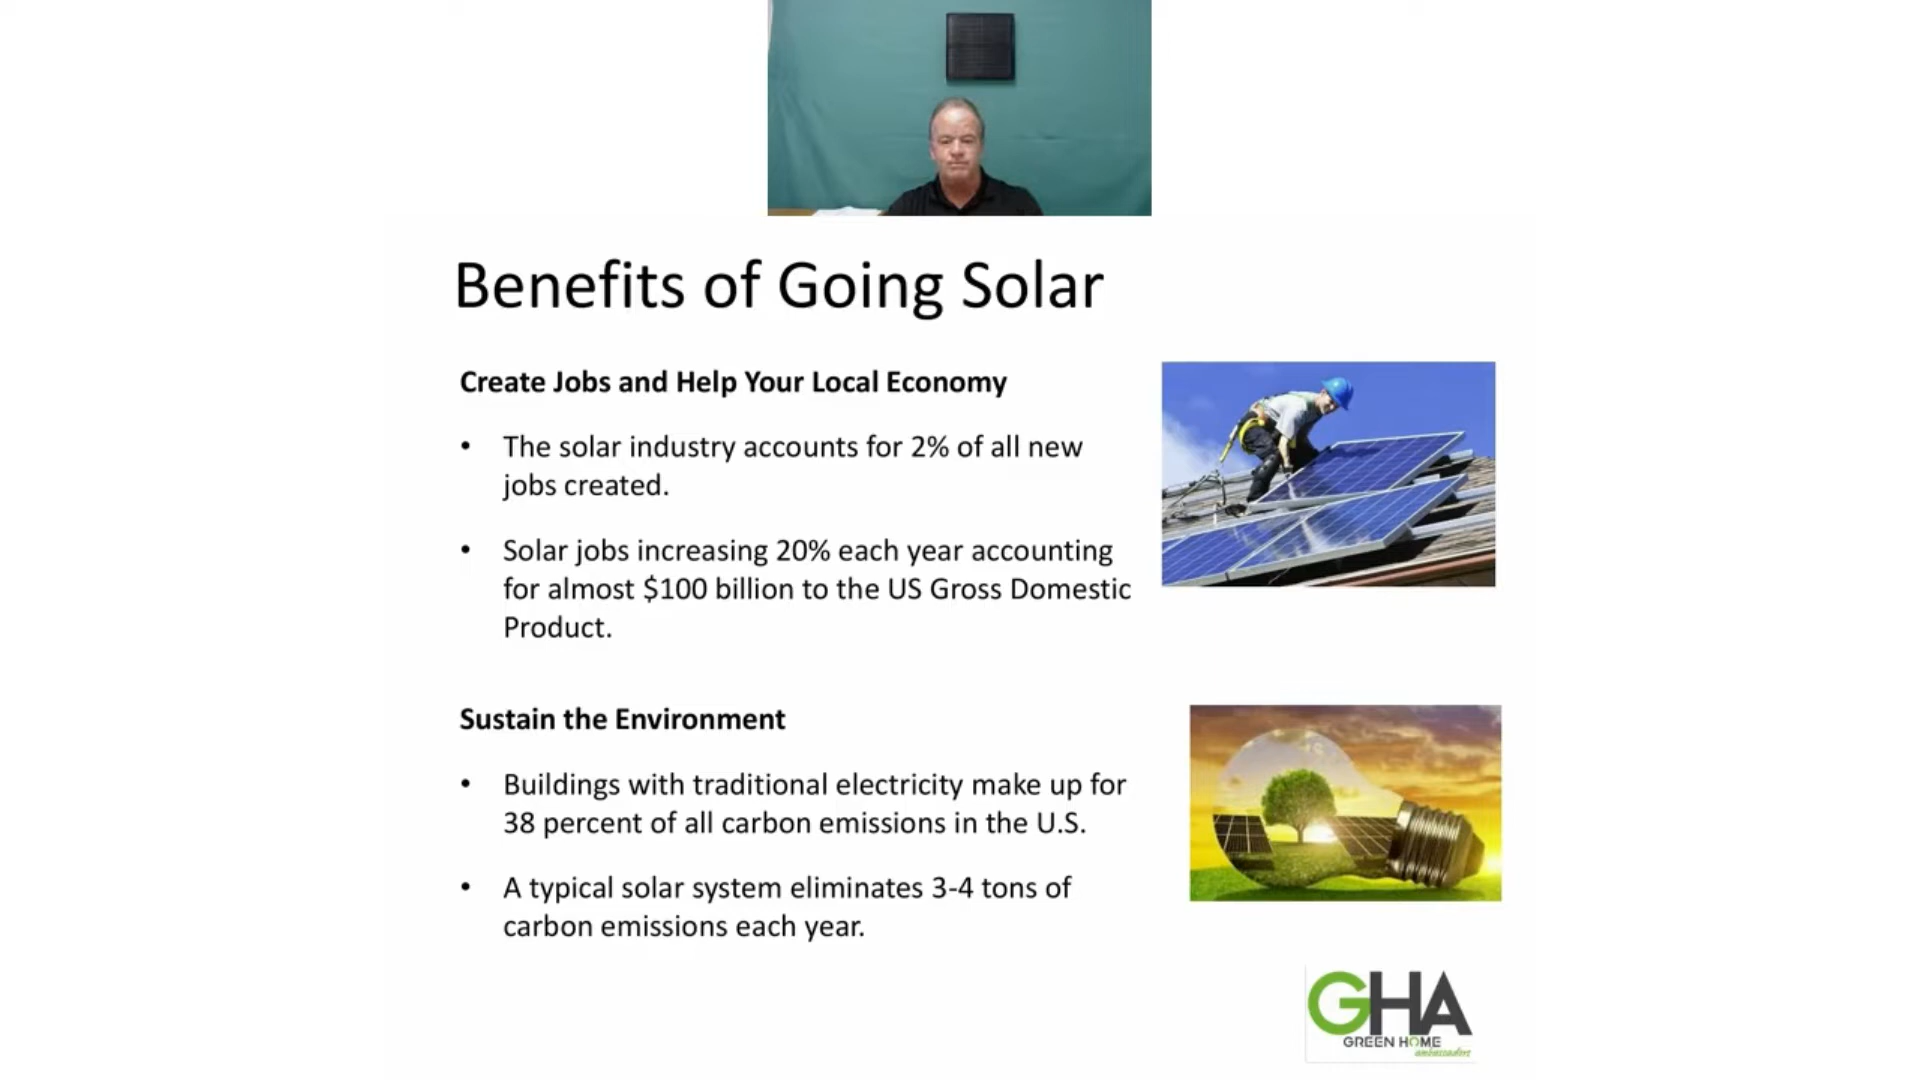 Benefits of Going Solar
Create Jobs and Help Your Local Economy
• The solar industry accounts for 2% of all new
jobs created.
• Solar jobs increasing 20% each year accounting
for almost $100 billion to the US Gross Domestic
Product.
Sustain the Environment
• Buildings with traditional electricity make up for
38 percent of all carbon emissions in the U.S.
• A typical solar system eliminates 3-4 tons of
carbon emissions each year.
GHA
GREEN HOME
ambassadors